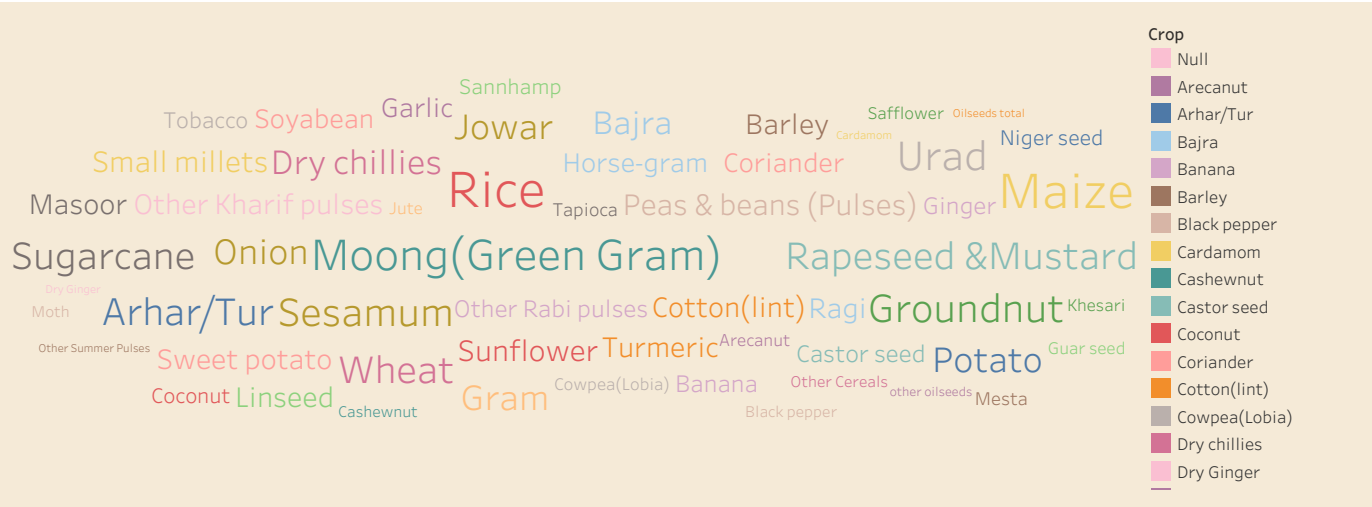 Sannhamp
Tobacco Soyabean Garlic Jowar Bajra Barley Safflower Oilseeds total
Cardamom Niger seed
Small millets Dry chillies Horse-gram Coriander Urad
Masoor Other Kharif pulses Jute Rice Tapioca Peas & beans (Pulses) Ginger Maize
Sugarcane Onion Moong(Green Gram) Rapeseed &Mustard
Dry Ginger
Moth Arhar/Tur Sesamum Other Rabi pulses Cotton(lint) Ragi Groundnut Khesari
Other Summer Pulses Sweet potato Wheat Sunflower Turmeric Arecanut Castor seed Potato Guar seed
Coconut Linseed Cashewnut Gram Cowpea(Lobia) Banana Other Cereals other oilseeds Mesta
Black pepper
Crop
Null
Arecanut
Arhar/Tur
Bajra
Banana
Barley
Black pepper
Cardamom
Cashewnut
Castor seed
Coconut
Coriander
Cotton(lint)
Cowpea(Lobia)
Dry chillies
Dry Ginger